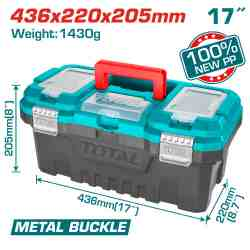 436x220x205mm
17"
Weight: 1430g
100%
NEW PP
205mm(8")
TOTAL
436mm(17")
220mm
(8.7")
METAL BUCKLE